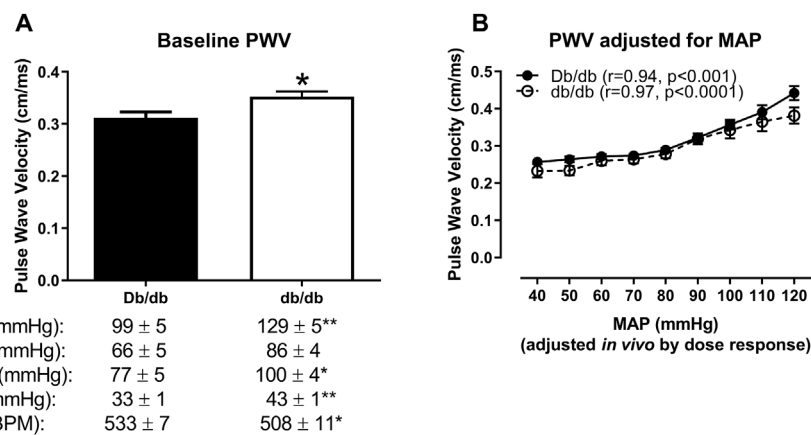 A
Baseline PWV
Pulse Wave Velocity (cm/ms)
0.4
0.3
0.2
0.1
0.0
*
Db/db
db/db
mmHg): 99 ± 5 129 ± 5**
mmHg): 66 ± 5 86 ± 4
(mmHg): 77 ± 5 100 ± 4*
mmHg): 33 ± 1 43 ± 1**
BPM): 533 ± 7 508 ± 11*
B
PWV adjusted for MAP
Pulse Wave Velocity (cm/ms)
0.5
0.4
0.3
0.2
0.1
0.0
Db/db (r=0.94, p<0.001)
db/db (r=0.97, p<0.0001)
40 50 60 70 80 90 100 110 120
MAP (mmHg)
(adjusted in vivo by dose response)